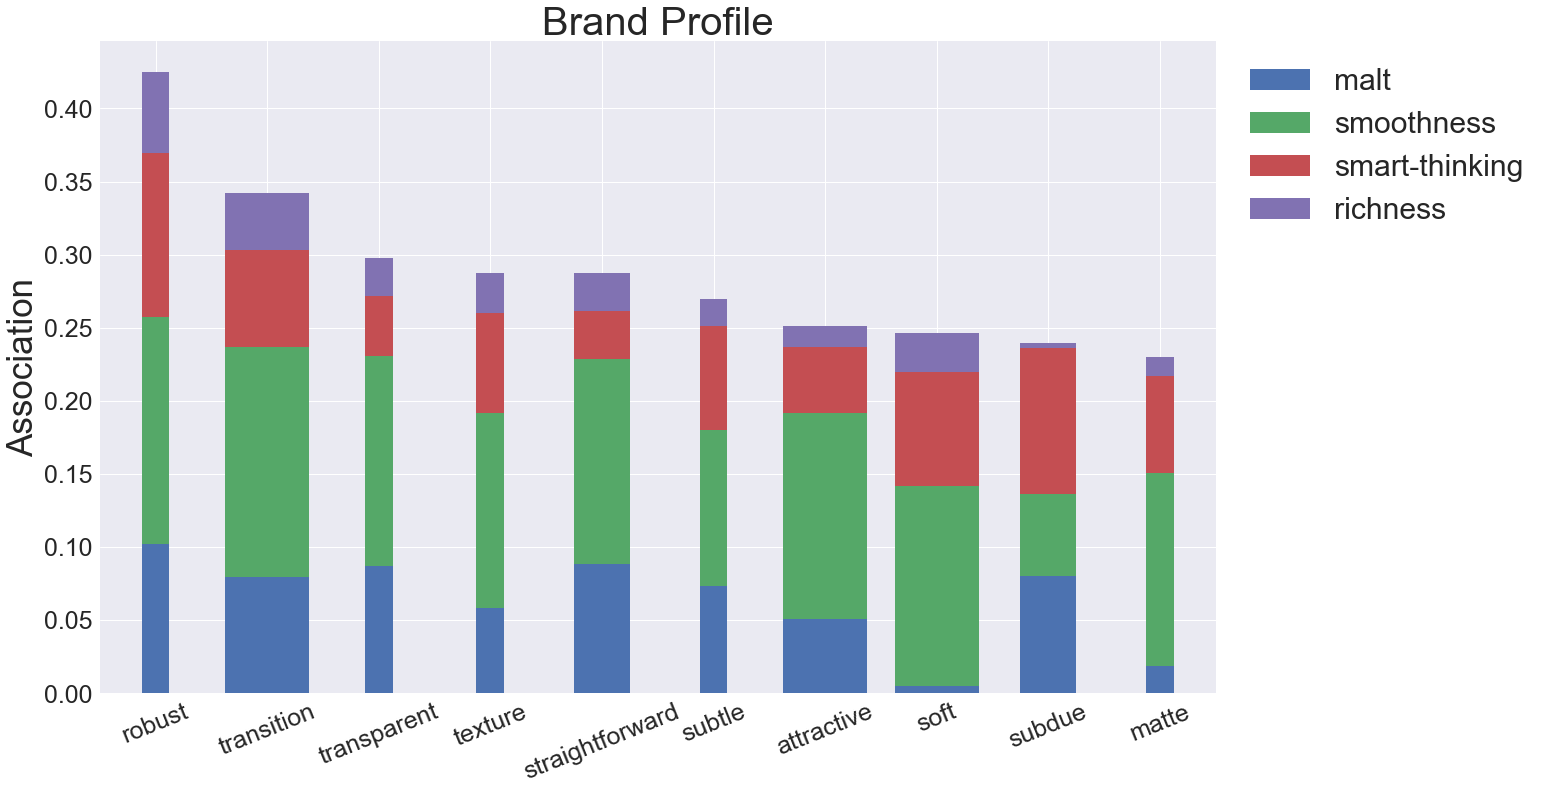 Brand Profile
malt
smoothness
smart-thinking
richness
Association
0.40
0.35
0.30
0.25
0.20
0.15
0.10
0.05
0.00
robust
transition
transparent
texture
straightforward
subtle
attractive
soft
subdue
matte